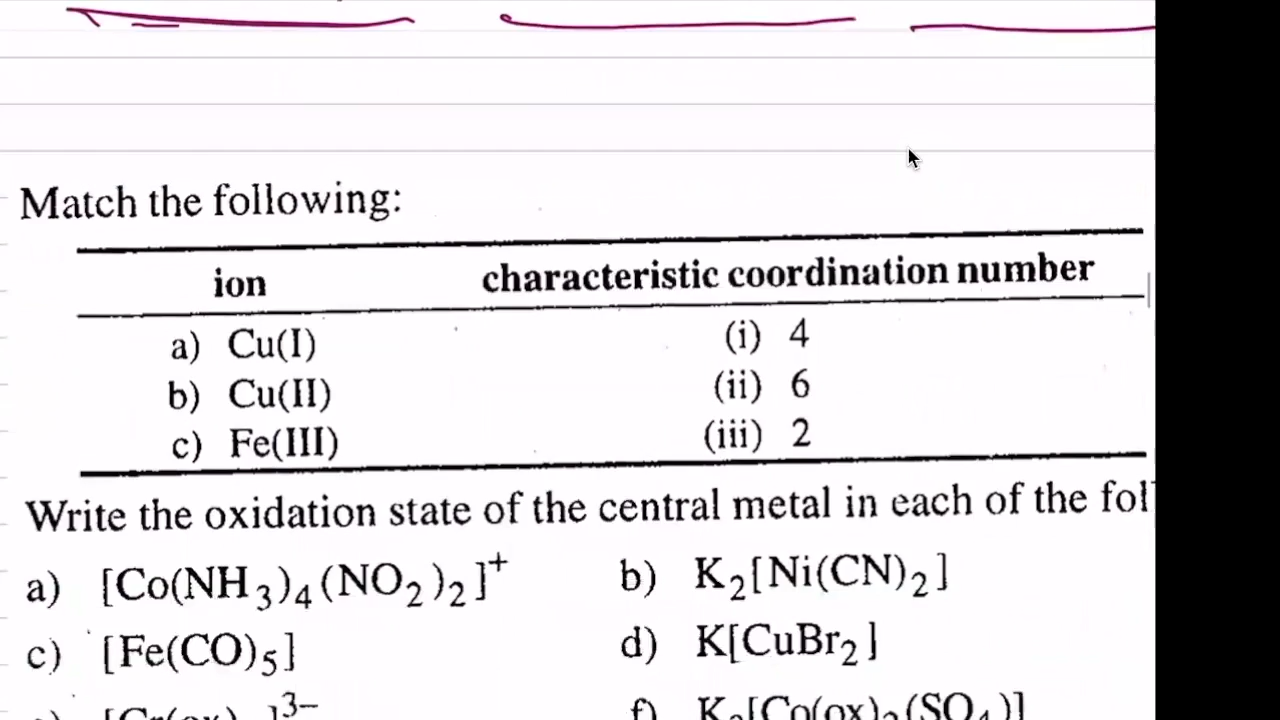 Match the following:
ion characteristic coordination number
a) Cu(I) (i) 4
b) Cu(II) (ii) 6
c) Fe(III) (iii) 2
Write the oxidation state of the central metal in each of the
a) [Co(NH₃)₄(NO₂)₂]⁺ b) K₂[Ni(CN)₂]
c) [Fe(CO)₅] d) K[CuBr₂]